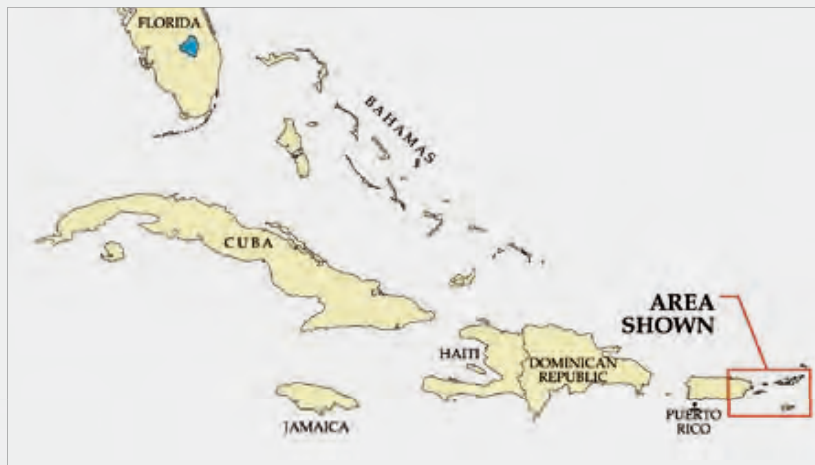 FLORIDA
BAHAMAS
CUBA
AREA
SHOWN
HAITI
DOMINICAN
REPUBLIC
PUERTO
RICO
JAMAICA